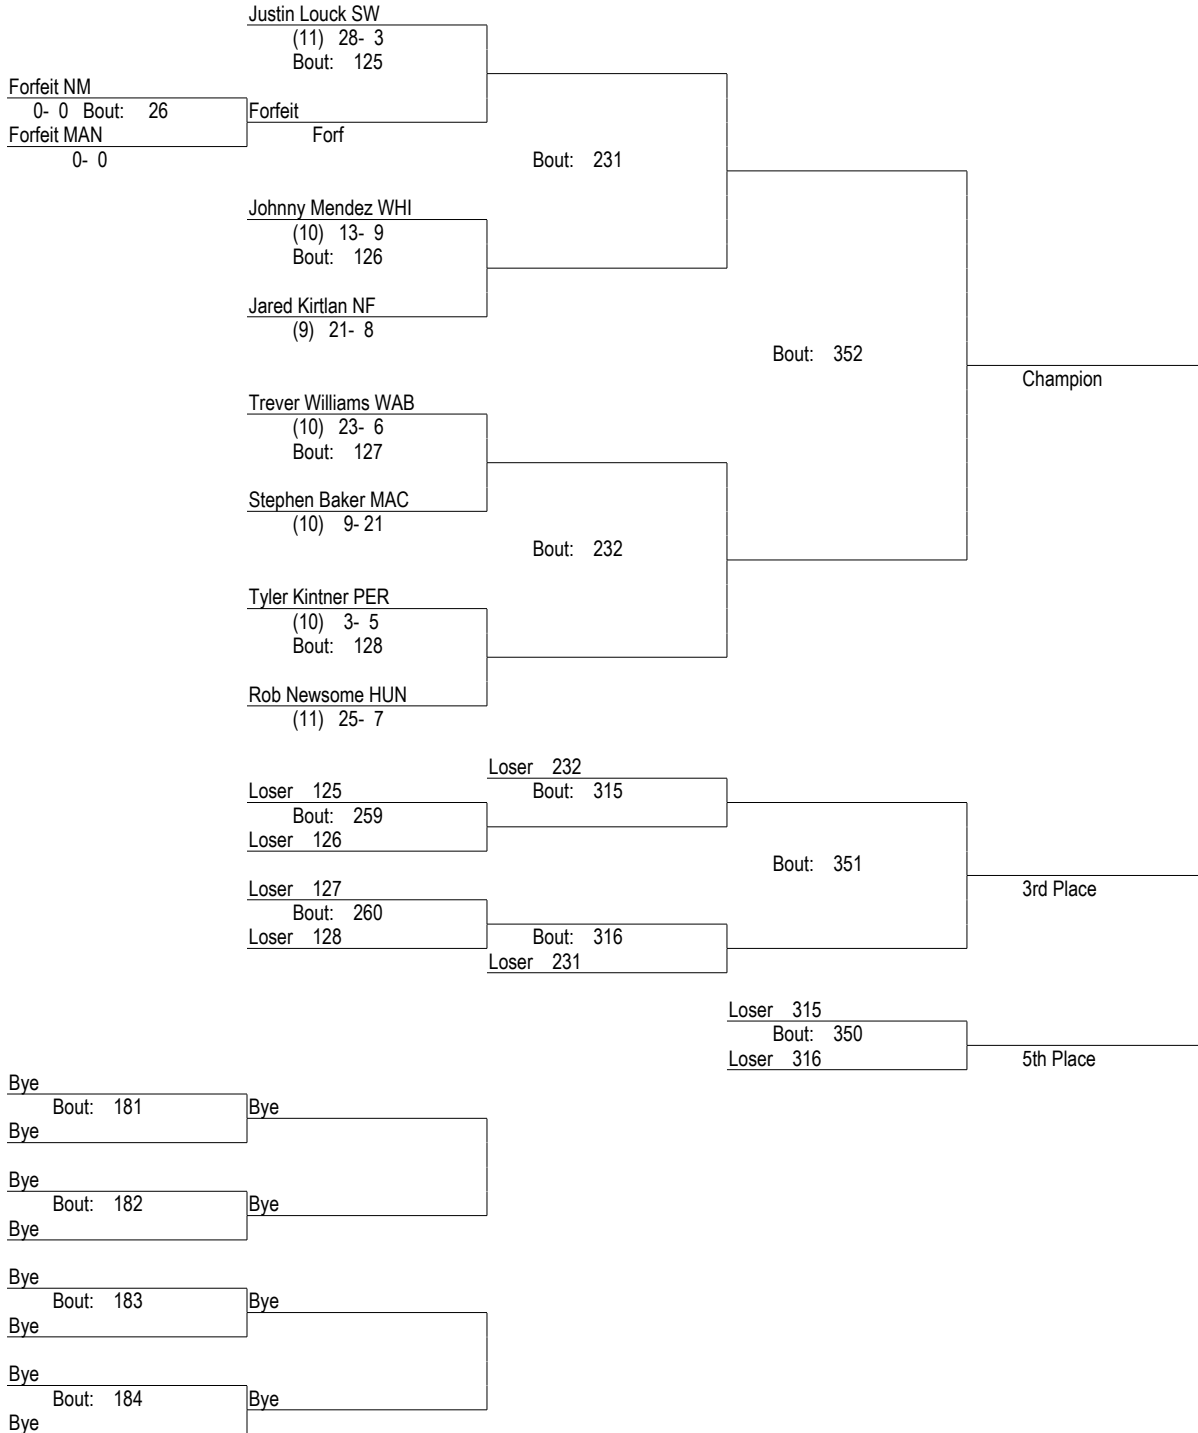 Justin Louck SW
(11) 28- 3
Bout: 125
Forfeit NM
0- 0 Bout: 26
Forfeit
Forfeit MAN
Forf
0- 0
Bout: 231
Johnny Mendez WHI
(10) 13- 9
Bout: 126
Jared Kirtlan NF
(9) 21- 8
Bout: 352
Champion
Trever Williams WAB
(10) 23- 6
Bout: 127
Stephen Baker MAC
(10) 9- 21
Bout: 232
Tyler Kintner PER
(10) 3- 5
Bout: 128
Rob Newsome HUN
(11) 25- 7
Loser 232
Loser 125
Bout: 315
Bout: 259
Loser 126
Bout: 351
Loser 127
3rd Place
Bout: 260
Loser 128
Bout: 316
Loser 231
Loser 315
Bout: 350
Loser 316
5th Place
Bye
Bout: 181
Bye
Bye
Bye
Bout: 182
Bye
Bye
Bye
Bout: 183
Bye
Bye
Bye
Bout: 184
Bye
Bye